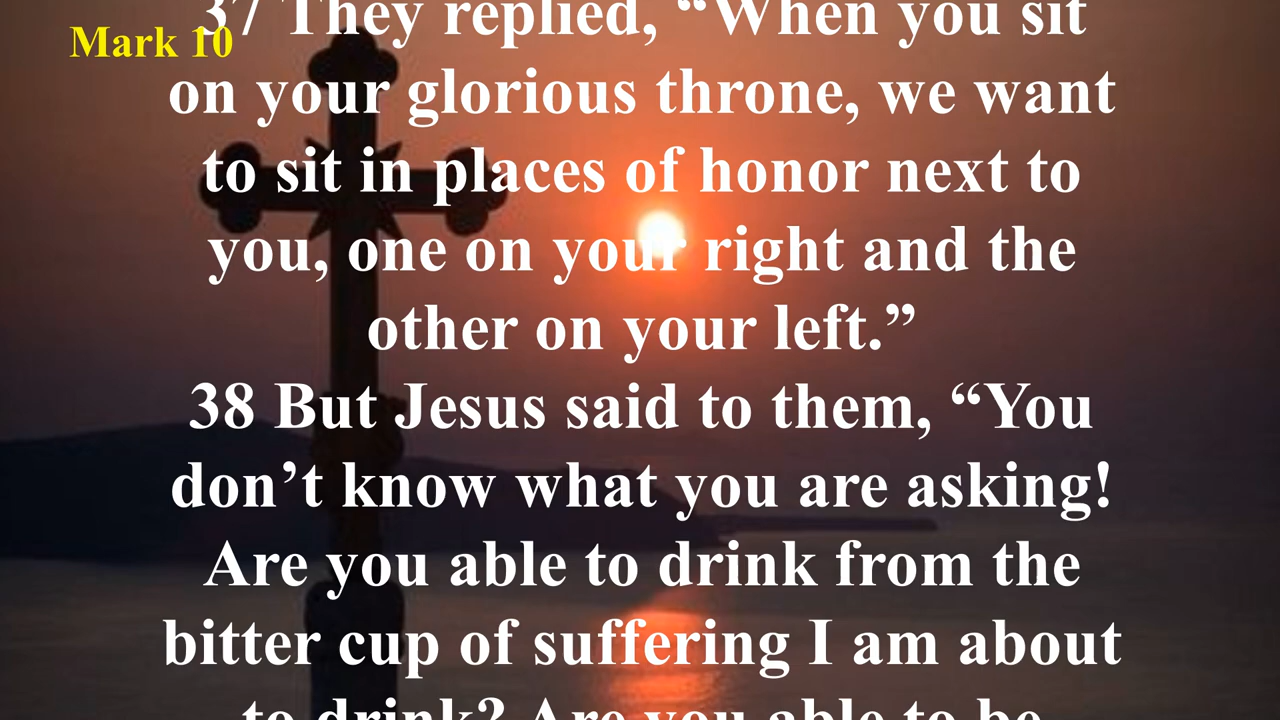 Mark 10
37 They replied, “When you sit
on your glorious throne, we want
to sit in places of honor next to
you, one on your right and the
other on your left.”
38 But Jesus said to them, “You
don’t know what you are asking!
Are you able to drink from the
bitter cup of suffering I am about
to drink? Are you able to be